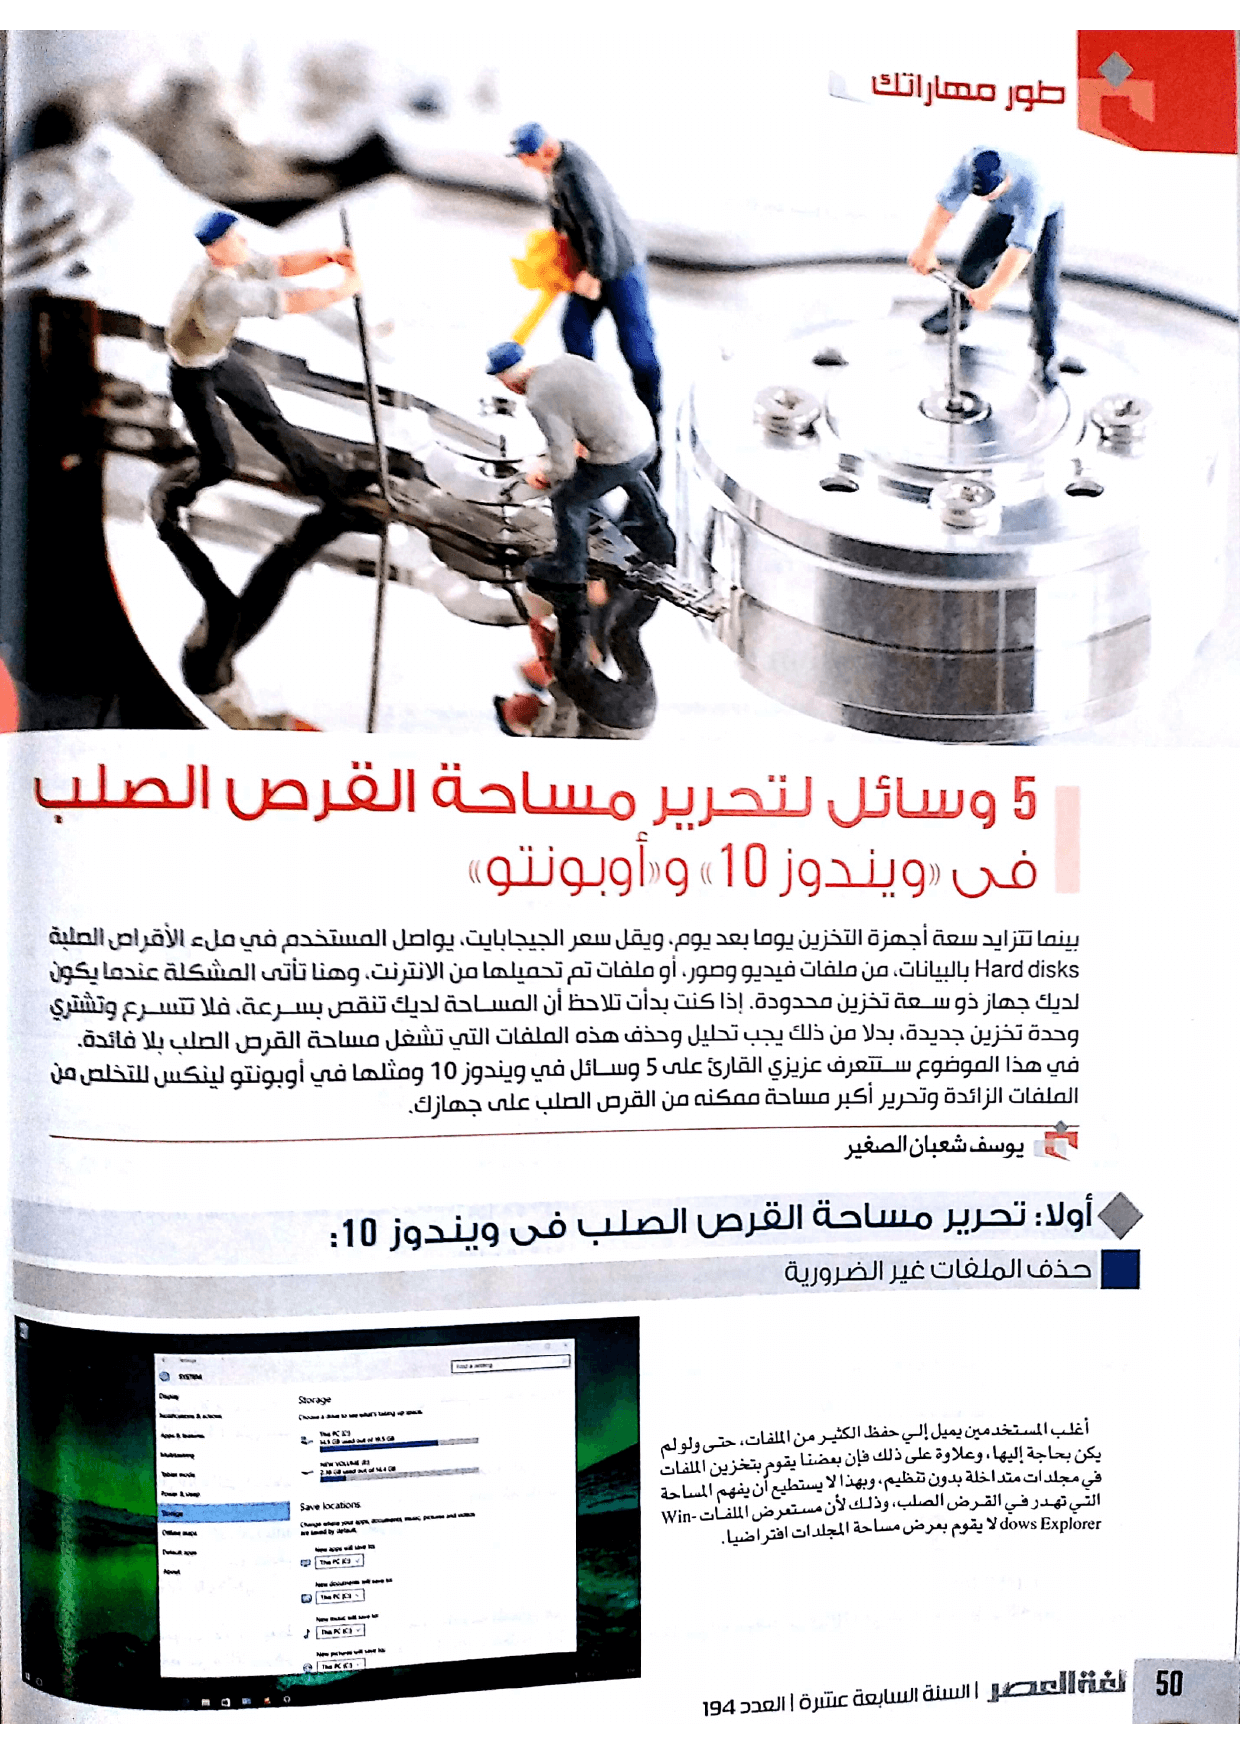 طور مهاراتك
5 وسائل لتحرير مساحة القرص الصلب
فى «ويندوز 10» و«أوبونتو»
بينما تتزايد سعة أجهزة التخزين يوما بعد يوم، ويقل سعر الجيجابايت، يواصل المستخدم في ملء الأقراص الصلبة
Hard disks بالبيانات، من ملفات فيديو وصور، أو ملفات تم تحميلها من الانترنت، وهنا تأتى المشكلة عندما يكون
لديك جهاز ذو سعة تخزين محدودة. إذا كنت بدأت تلاحظ أن المساحة لديك تنقص بسرعة، فلا تتسرع وتشتري
وحدة تخزين جديدة، بدلا من ذلك يجب تحليل وحذف هذه الملفات التي تشغل مساحة القرص الصلب بلا فائدة.
في هذا الموضوع ستتعرف عزيزي القارئ على 5 وسائل في ويندوز 10 ومثلها في أوبونتو لينكس للتخلص من
الملفات الزائدة وتحرير أكبر مساحة ممكنه من القرص الصلب على جهازك.
يوسف شعبان الصغير
أولا: تحرير مساحة القرص الصلب فى ويندوز 10:
حذف الملفات غير الضرورية
أغلب المستخدمين يميل إلي حفظ الكثير من الملفات، حتى ولو لم
يكن بحاجة إليها، وعلاوة على ذلك فإن بعضنا يقوم بتخزين الملفات
في مجلدات متداخلة بدون تنظيم، وبهذا لا يستطيع أن يفهم المساحة
التي تهدر في القرض الصلب، وذلك لأن مستعرض الملفات Win-
dows Explorer لا يقوم بعرض مساحة المجلدات افتراضيا.
Settings
SYSTEM
Find a setting
Display
Notifications & actions
Apps & features
Multitasking
Tablet mode
Power & sleep
Storage
Offline maps
Default apps
About
Storage
Choose a drive to see what's taking up space.
This PC (C:)
14.9 GB used out of 19.5 GB
NEW VOLUME (E:)
Save locations
Change where your apps, documents, music, pictures and videos
are saved by default.
New apps will save to:
This PC (C:)
New documents will save to:
This PC (C:)
New music will save to:
This PC (C:)
New pictures will save to:
This PC (C:)
50 لغة العصر | السنة السابعة عشرة | العدد 194